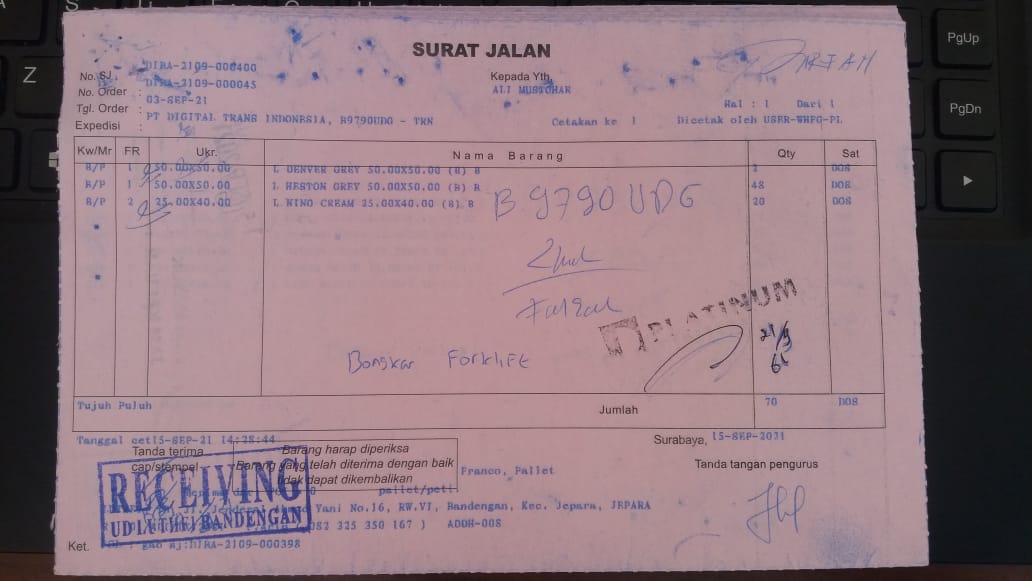 SURAT JALAN
No. SJ : DIRA-2109-000400
No. Order : DIRA-2109-000045
Tgl. Order : 03-SEP-21
Expedisi : PT DIGITAL TRANS INDONESIA, B9790UDG - TRN
Kepada Yth,
ALI MUSTOHAR
Hal : 1 Dari 1
Cetakan ke 1 Dicetak oleh USER-WHFG-PL
Kw/Mr FR Ukr. Nama Barang Qty Sat
B/P 1 50.00X50.00 L DENVER GREY 50.00X50.00 (B) B 2 DOS
B/P 1 50.00X50.00 L HESTON GREY 50.00X50.00 (B) B 48 DOS
B/P 2 25.00X40.00 L NINO CREAM 25.00X40.00 (B) B 20 DOS
B 9790 UDG
Faizal
PLATINUM
21/9
Bongkar Forklift
Tujuh Puluh Jumlah 70 DOS
Tanggal cet15-SEP-21 14:28:44
Surabaya, 15-SEP-2021
Tanda terima
cap/stempel
Barang harap diperiksa
Barang yang telah diterima dengan baik
tidak dapat dikembalikan
Tanda tangan pengurus
Franco, Pallet
pallet/peti
Yani No.16, RW.VI, Bandengan, Kec. Jepara, JEPARA
082 325 350 167 ) ADDH-008
RECEIVING
UD LUTHFI BANDENGAN
Ket. : gab sj:DIRA-2109-000398
PgUp
PgDn
Z